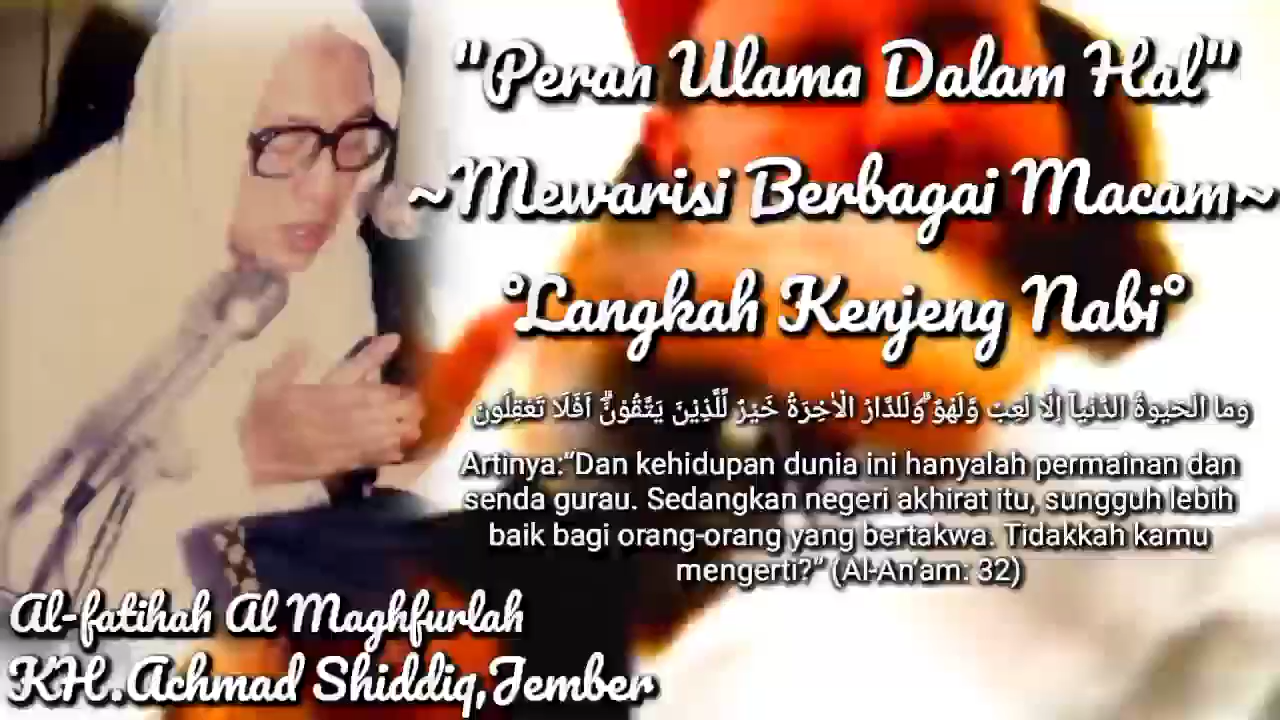 "Peran Ulama Dalam Hal"
~Mewarisi Berbagai Macam~
°Langkah Kenjeng Nabi°
وَما الْحَيٰوةُ الدُّنْيَآ اِلَّا لَعِبٌ وَّلَهْوٌ ۗوَلَلدَّارُ الْاٰخِرَةُ خَيْرٌ لِّلَّذِيْنَ يَتَّقُوْنَۗ اَفَلَا تَعْقِلُوْنَ
Artinya:“Dan kehidupan dunia ini hanyalah permainan dan
senda gurau. Sedangkan negeri akhirat itu, sungguh lebih
baik bagi orang-orang yang bertakwa. Tidakkah kamu
mengerti?” (Al-An’am: 32)
Al-fatihah Al Maghfurlah
KH.Achmad Shiddiq,Jember